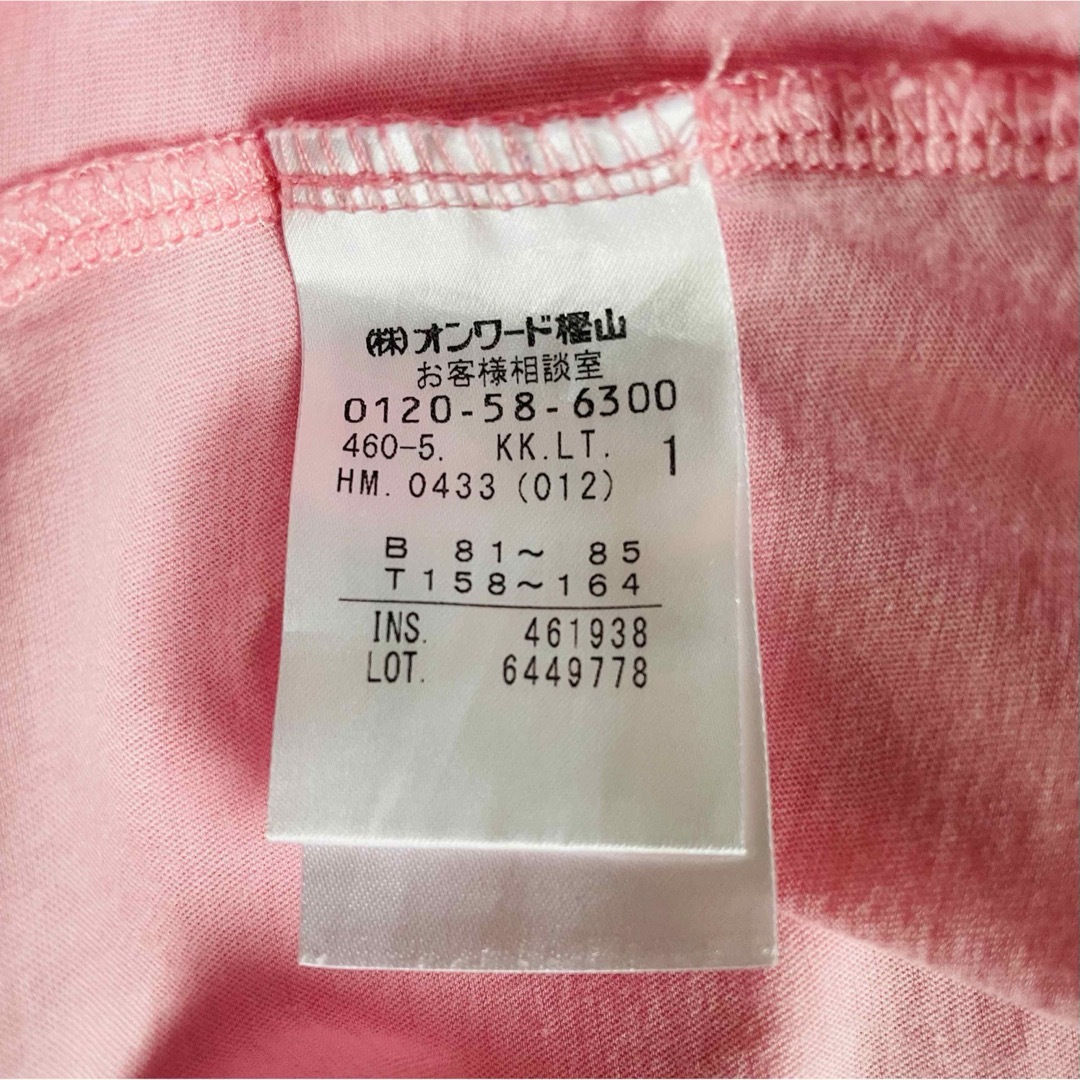 ㈱オンワード樫山
お客様相談室
0120-58-6300
460-5. KK.LT. 1
HM. 0433 (012)
B 81～ 85
T158～164
INS. 461938
LOT. 6449778